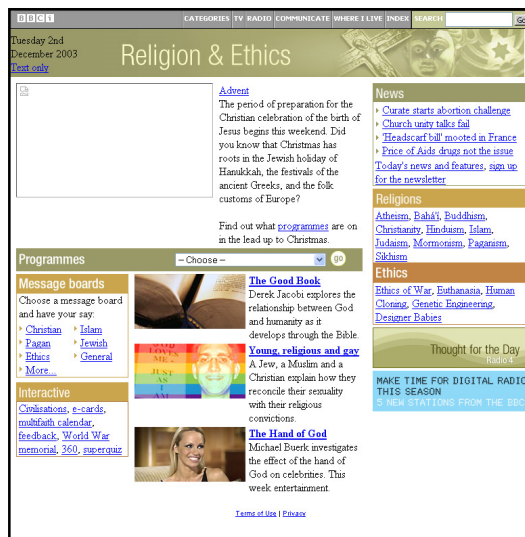 BBCi CATEGORIES TV RADIO COMMUNICATE WHERE I LIVE INDEX SEARCH Go
Tuesday 2nd
December 2003
Text only
Religion & Ethics
Advent
The period of preparation for the
Christian celebration of the birth of
Jesus begins this weekend. Did
you know that Christmas has
roots in the Jewish holiday of
Hanukkah, the festivals of the
ancient Greeks, and the folk
customs of Europe?
Find out what programmes are on
in the lead up to Christmas.
News
Curate starts abortion challenge
Church unity talks fail
'Headscarf bill' mooted in France
Price of Aids drugs not the issue
Today's news and features, sign up
for the newsletter
Religions
Atheism, Bahá'í, Buddhism,
Christianity, Hinduism, Islam,
Judaism, Mormonism, Paganism,
Sikhism
Ethics
Ethics of War, Euthanasia, Human
Cloning, Genetic Engineering,
Designer Babies
Thought for the Day
Radio 4
MAKE TIME FOR DIGITAL RADIO
THIS SEASON
5 NEW STATIONS FROM THE BBC
Programmes -- Choose -- go
Message boards
Choose a message board
and have your say:
Christian Islam
Pagan Jewish
Ethics General
More...
Interactive
Civilisations, e-cards,
multifaith calendar,
feedback, World War
memorial, 360, superquiz
The Good Book
Derek Jacobi explores the
relationship between God
and humanity as it
develops through the Bible.
GOD
LOVES
ME
JUST
AS
I AM
Young, religious and gay
A Jew, a Muslim and a
Christian explain how they
reconcile their sexuality
with their religious
convictions.
The Hand of God
Michael Buerk investigates
the effect of the hand of
God on celebrities. This
week entertainment.
Terms of Use | Privacy